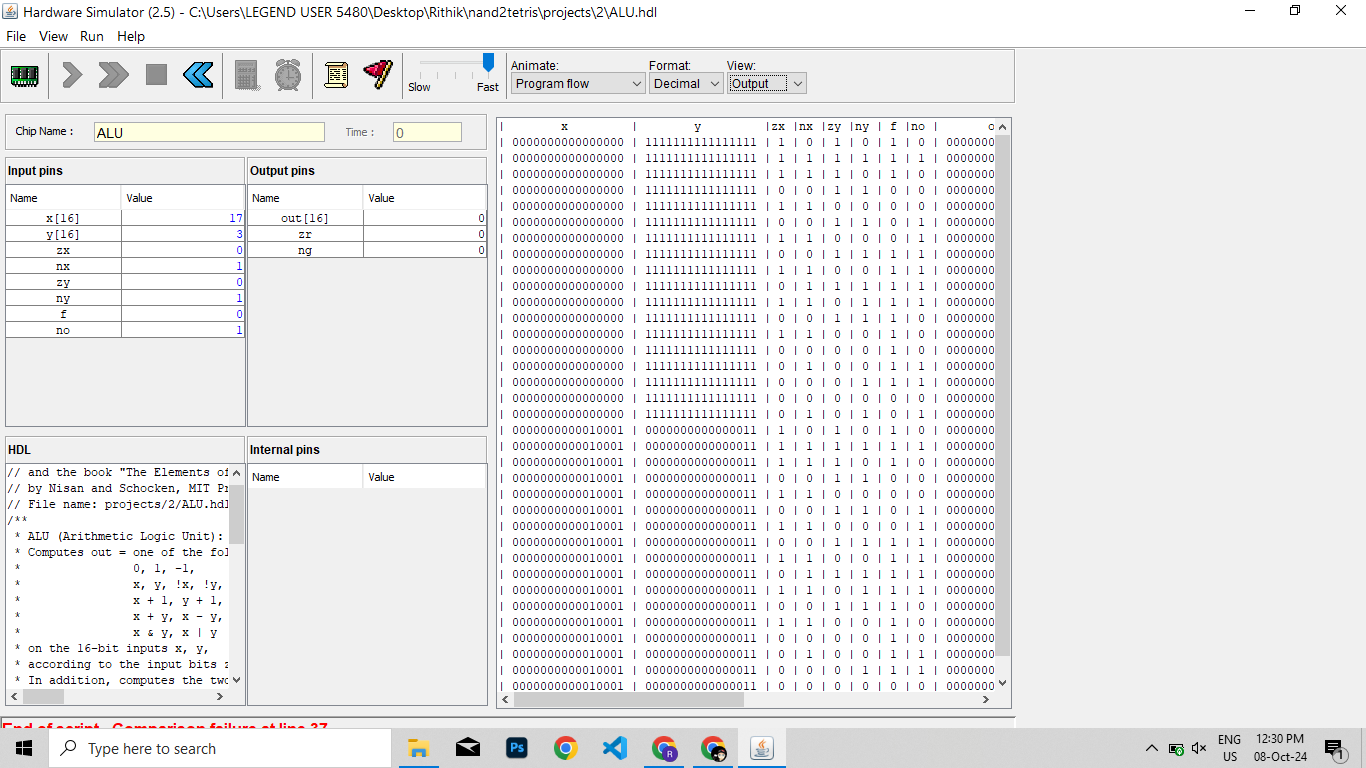 Hardware Simulator (2.5) - C:\Users\LEGEND USER 5480\Desktop\Rithik\nand2tetris\projects\2\ALU.hdl
File View Run Help
Slow Fast
Animate: Format: View:
Program flow Decimal Output
Chip Name : ALU Time : 0
Input pins
Name Value
x[16] 17
y[16] 3
zx 0
nx 1
zy 0
ny 1
f 0
no 1
Output pins
Name Value
out[16] 0
zr 0
ng 0
HDL
// and the book "The Elements of
// by Nisan and Schocken, MIT Pr
// File name: projects/2/ALU.hdl
/**
* ALU (Arithmetic Logic Unit):
* Computes out = one of the fol
* 0, 1, -1,
* x, y, !x, !y,
* x + 1, y + 1,
* x + y, x - y,
* x & y, x | y
* on the 16-bit inputs x, y,
* according to the input bits z
* In addition, computes the two
Internal pins
Name Value
| x | y |zx |nx |zy |ny | f |no | o
| 0000000000000000 | 1111111111111111 | 1 | 0 | 1 | 0 | 1 | 0 | 0000000
| 0000000000000000 | 1111111111111111 | 1 | 1 | 1 | 1 | 1 | 1 | 0000000
| 0000000000000000 | 1111111111111111 | 1 | 1 | 1 | 0 | 1 | 0 | 0000000
| 0000000000000000 | 1111111111111111 | 0 | 0 | 1 | 1 | 0 | 0 | 0000000
| 0000000000000000 | 1111111111111111 | 1 | 1 | 0 | 0 | 0 | 0 | 0000000
| 0000000000000000 | 1111111111111111 | 0 | 0 | 1 | 1 | 0 | 1 | 0000000
| 0000000000000000 | 1111111111111111 | 1 | 1 | 0 | 0 | 0 | 1 | 0000000
| 0000000000000000 | 1111111111111111 | 0 | 0 | 1 | 1 | 1 | 1 | 0000000
| 0000000000000000 | 1111111111111111 | 1 | 1 | 0 | 0 | 1 | 1 | 0000000
| 0000000000000000 | 1111111111111111 | 0 | 1 | 1 | 1 | 1 | 1 | 0000000
| 0000000000000000 | 1111111111111111 | 1 | 1 | 0 | 1 | 1 | 1 | 0000000
| 0000000000000000 | 1111111111111111 | 0 | 0 | 1 | 1 | 1 | 0 | 0000000
| 0000000000000000 | 1111111111111111 | 1 | 1 | 0 | 0 | 1 | 0 | 0000000
| 0000000000000000 | 1111111111111111 | 0 | 0 | 0 | 0 | 1 | 0 | 0000000
| 0000000000000000 | 1111111111111111 | 0 | 1 | 0 | 0 | 1 | 1 | 0000000
| 0000000000000000 | 1111111111111111 | 0 | 0 | 0 | 1 | 1 | 1 | 0000000
| 0000000000000000 | 1111111111111111 | 0 | 0 | 0 | 0 | 0 | 0 | 0000000
| 0000000000000000 | 1111111111111111 | 0 | 1 | 0 | 1 | 0 | 1 | 0000000
| 0000000000010001 | 0000000000000011 | 1 | 0 | 1 | 0 | 1 | 0 | 0000000
| 0000000000010001 | 0000000000000011 | 1 | 1 | 1 | 1 | 1 | 1 | 0000000
| 0000000000010001 | 0000000000000011 | 1 | 1 | 1 | 0 | 1 | 0 | 0000000
| 0000000000010001 | 0000000000000011 | 0 | 0 | 1 | 1 | 0 | 0 | 0000000
| 0000000000010001 | 0000000000000011 | 1 | 1 | 0 | 0 | 0 | 0 | 0000000
| 0000000000010001 | 0000000000000011 | 0 | 0 | 1 | 1 | 0 | 1 | 0000000
| 0000000000010001 | 0000000000000011 | 1 | 1 | 0 | 0 | 0 | 1 | 0000000
| 0000000000010001 | 0000000000000011 | 0 | 0 | 1 | 1 | 1 | 1 | 0000000
| 0000000000010001 | 0000000000000011 | 1 | 1 | 0 | 0 | 1 | 1 | 0000000
| 0000000000010001 | 0000000000000011 | 0 | 1 | 1 | 1 | 1 | 1 | 0000000
| 0000000000010001 | 0000000000000011 | 1 | 1 | 0 | 1 | 1 | 1 | 0000000
| 0000000000010001 | 0000000000000011 | 0 | 0 | 1 | 1 | 1 | 0 | 0000000
| 0000000000010001 | 0000000000000011 | 1 | 1 | 0 | 0 | 1 | 0 | 0000000
| 0000000000010001 | 0000000000000011 | 0 | 0 | 0 | 0 | 1 | 0 | 0000000
| 0000000000010001 | 0000000000000011 | 0 | 1 | 0 | 0 | 1 | 1 | 0000000
| 0000000000010001 | 0000000000000011 | 0 | 0 | 0 | 1 | 1 | 1 | 0000000
| 0000000000010001 | 0000000000000011 | 0 | 0 | 0 | 0 | 0 | 0 | 0000000
End of script - Comparison failure at line 37
Type here to search
Ps
R
ENG
US
12:30 PM
08-Oct-24
1